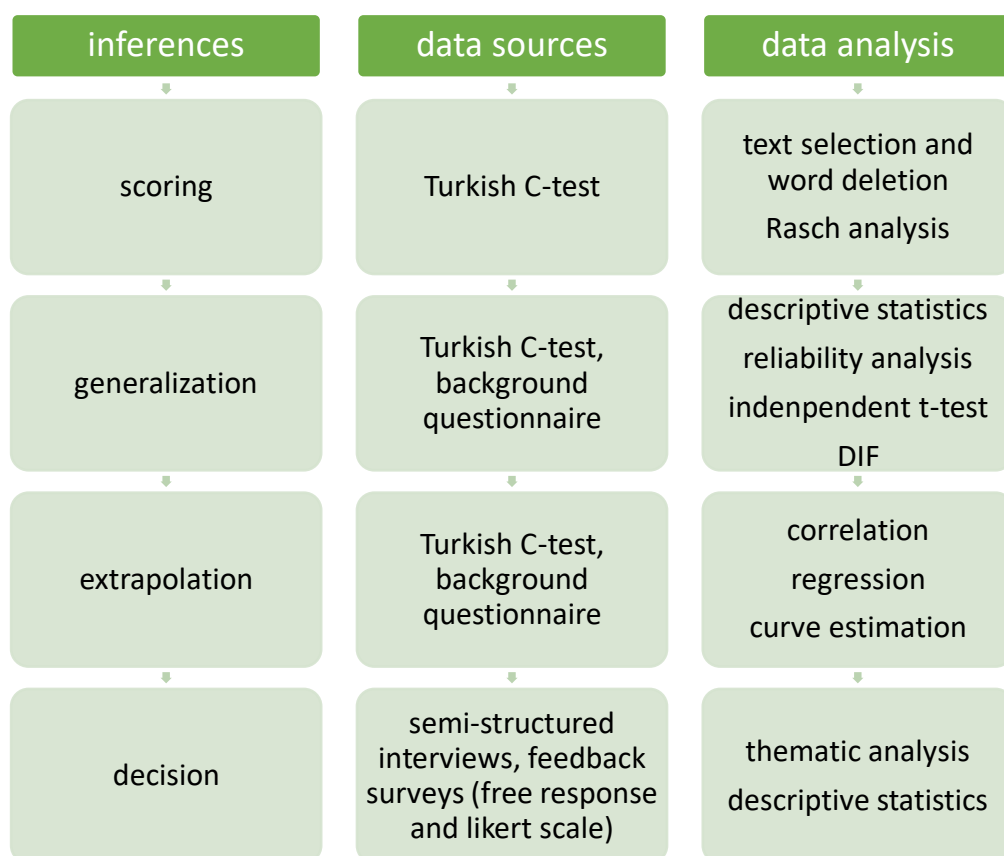 inferences
scoring
generalization
extrapolation
decision
data sources
Turkish C-test
Turkish C-test,
background
questionnaire
Turkish C-test,
background
questionnaire
semi-structured
interviews, feedback
surveys (free response
and likert scale)
data analysis
text selection and
word deletion
Rasch analysis
descriptive statistics
reliability analysis
indenpendent t-test
DIF
correlation
regression
curve estimation
thematic analysis
descriptive statistics